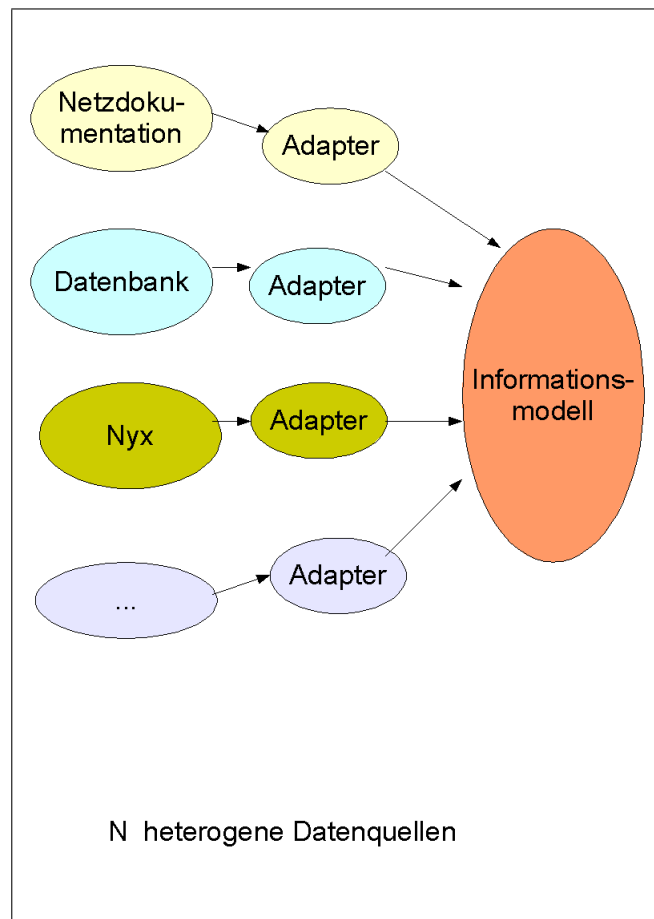 Netzdoku-
mentation
Adapter
Datenbank
Adapter
Informations-
modell
Nyx
Adapter
...
Adapter
N heterogene Datenquellen